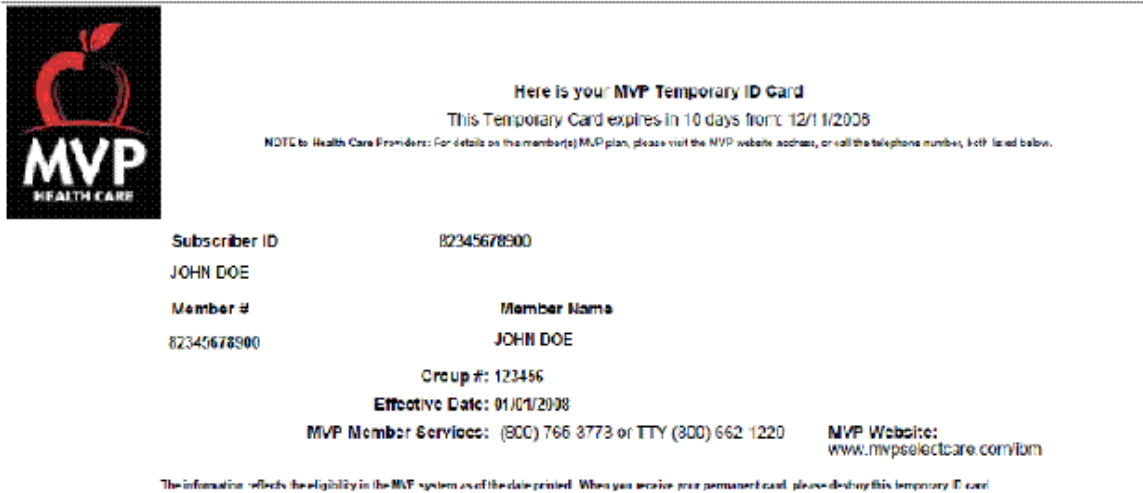 MVP
HEALTH CARE
Here is your MVP Temporary ID Card
This Temporary Card expires in 10 days from: 12/11/2008
NOTE to Health Care Providers: For details on the member(s) MVP plan, please visit the MVP website address, or call the telephone number, both listed below.
Subscriber ID 82345678900
JOHN DOE
Member # Member Name
82345678900 JOHN DOE
Group #: 123456
Effective Date: 01/01/2008
MVP Member Services: (800) 766-3773 or TTY (800) 662-1220 MVP Website:
www.mvpselectcare.com/ibm
The information reflects the eligibility in the MVP system as of the date printed. When you receive your permanent card, please destroy this temporary ID card